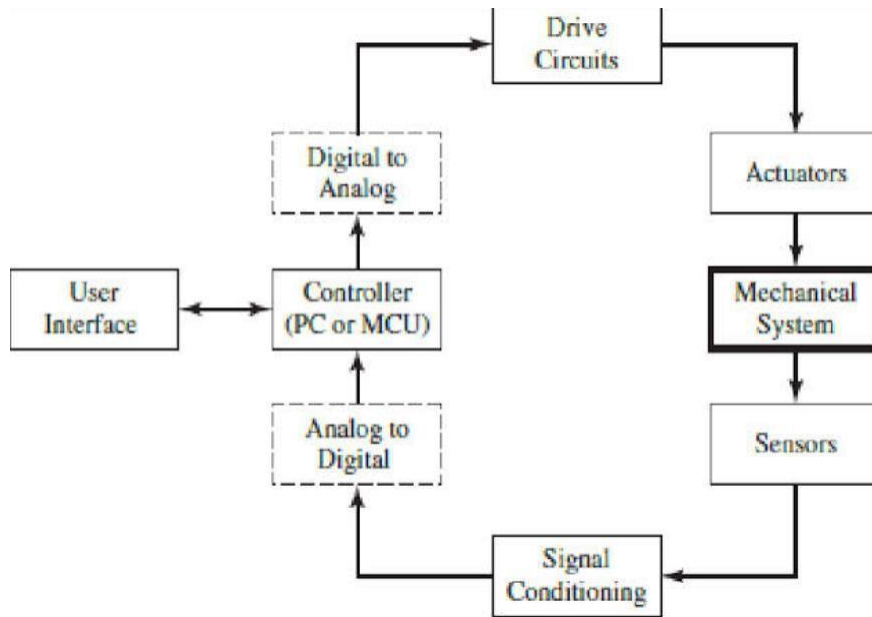 Drive
Circuits
Digital to
Analog
Actuators
User
Interface
Controller
(PC or MCU)
Mechanical
System
Analog to
Digital
Sensors
Signal
Conditioning